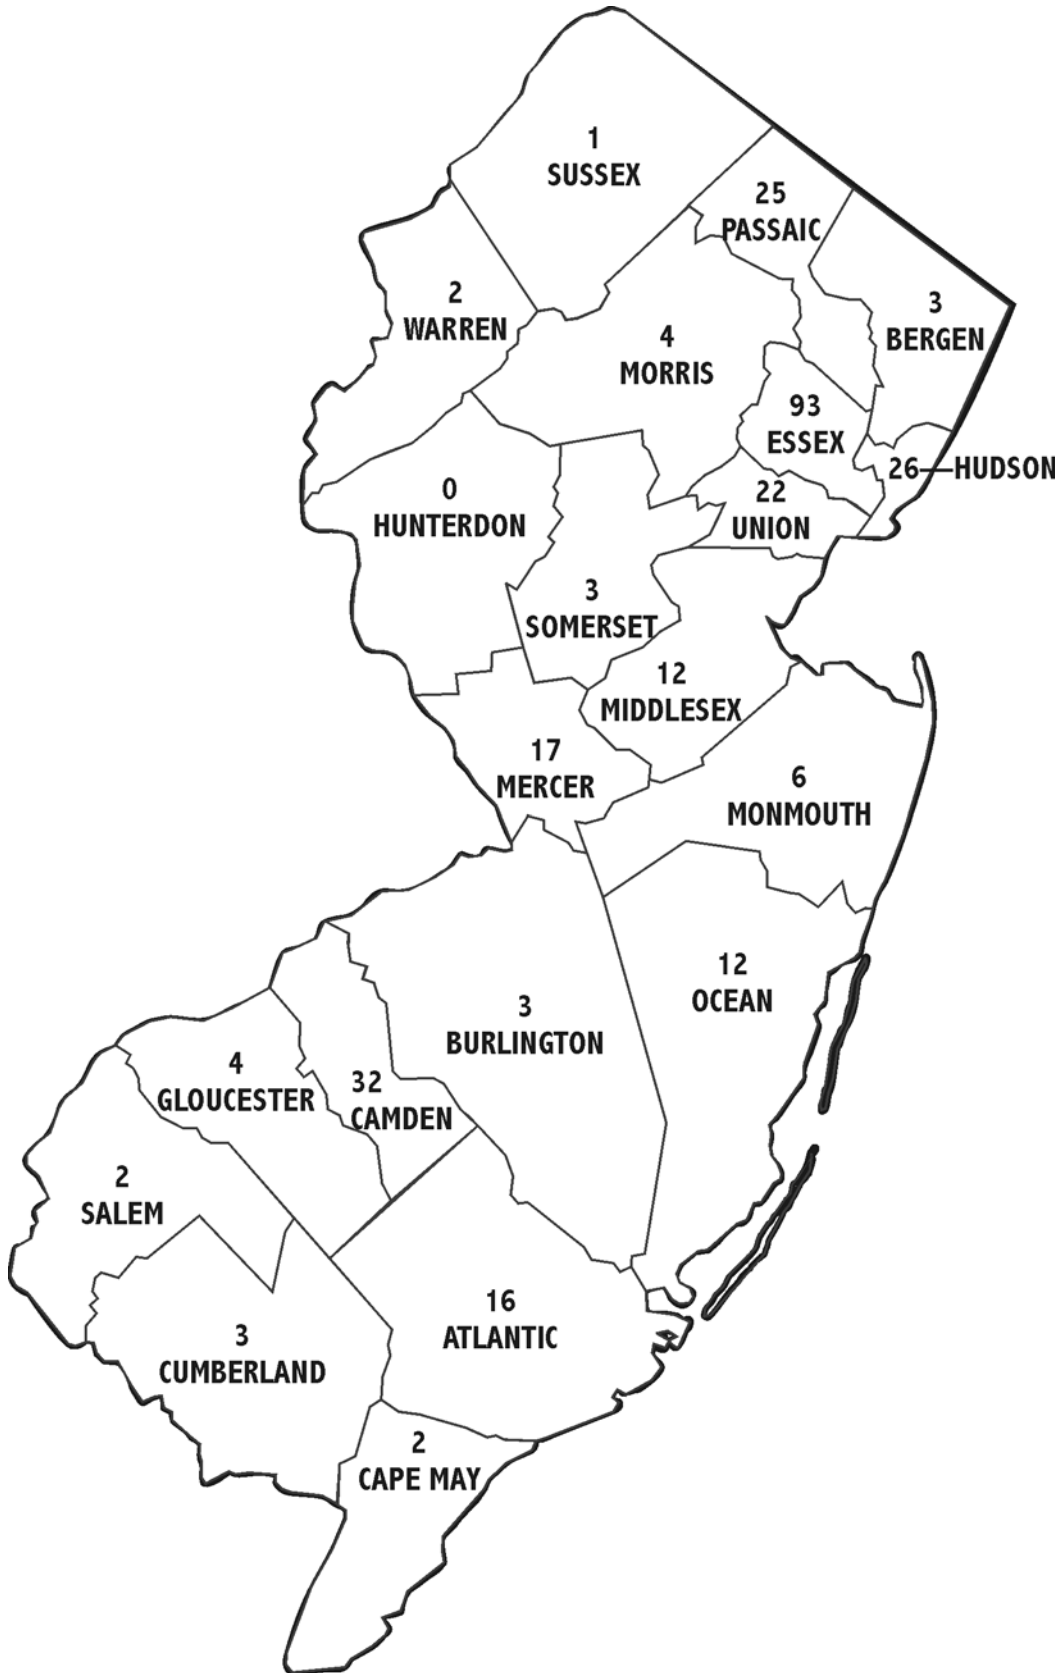 1
SUSSEX
25
PASSAIC
2
WARREN
3
BERGEN
4
MORRIS
93
ESSEX
26—HUDSON
0
HUNTERDON
22
UNION
3
SOMERSET
12
MIDDLESEX
17
MERCER
6
MONMOUTH
12
OCEAN
3
BURLINGTON
4
GLOUCESTER
32
CAMDEN
2
SALEM
16
ATLANTIC
3
CUMBERLAND
2
CAPE MAY